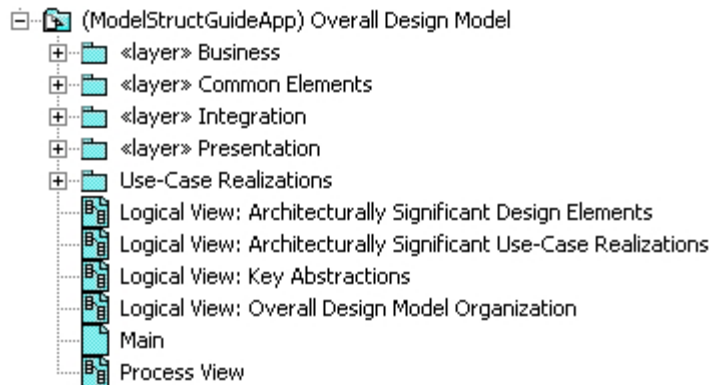 (ModelStructGuideApp) Overall Design Model
«layer» Business
«layer» Common Elements
«layer» Integration
«layer» Presentation
Use-Case Realizations
Logical View: Architecturally Significant Design Elements
Logical View: Architecturally Significant Use-Case Realizations
Logical View: Key Abstractions
Logical View: Overall Design Model Organization
Main
Process View